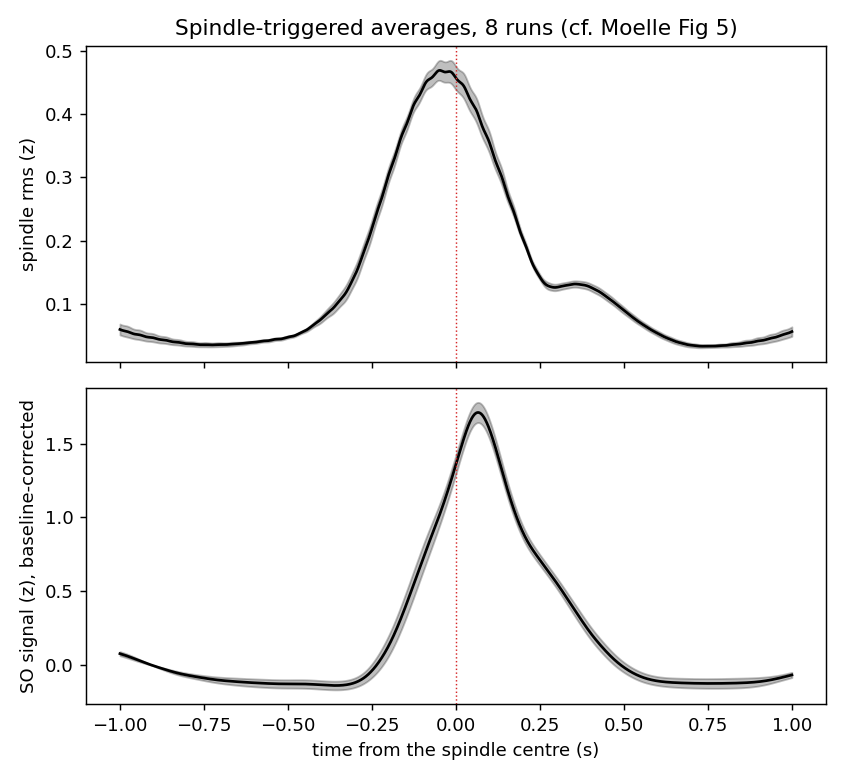 Spindle-triggered averages, 8 runs (cf. Moelle Fig 5)
spindle rms (z)
0.5
0.4
0.3
0.2
0.1
SO signal (z), baseline-corrected
1.5
1.0
0.5
0.0
−1.00 −0.75 −0.50 −0.25 0.00 0.25 0.50 0.75 1.00
time from the spindle centre (s)